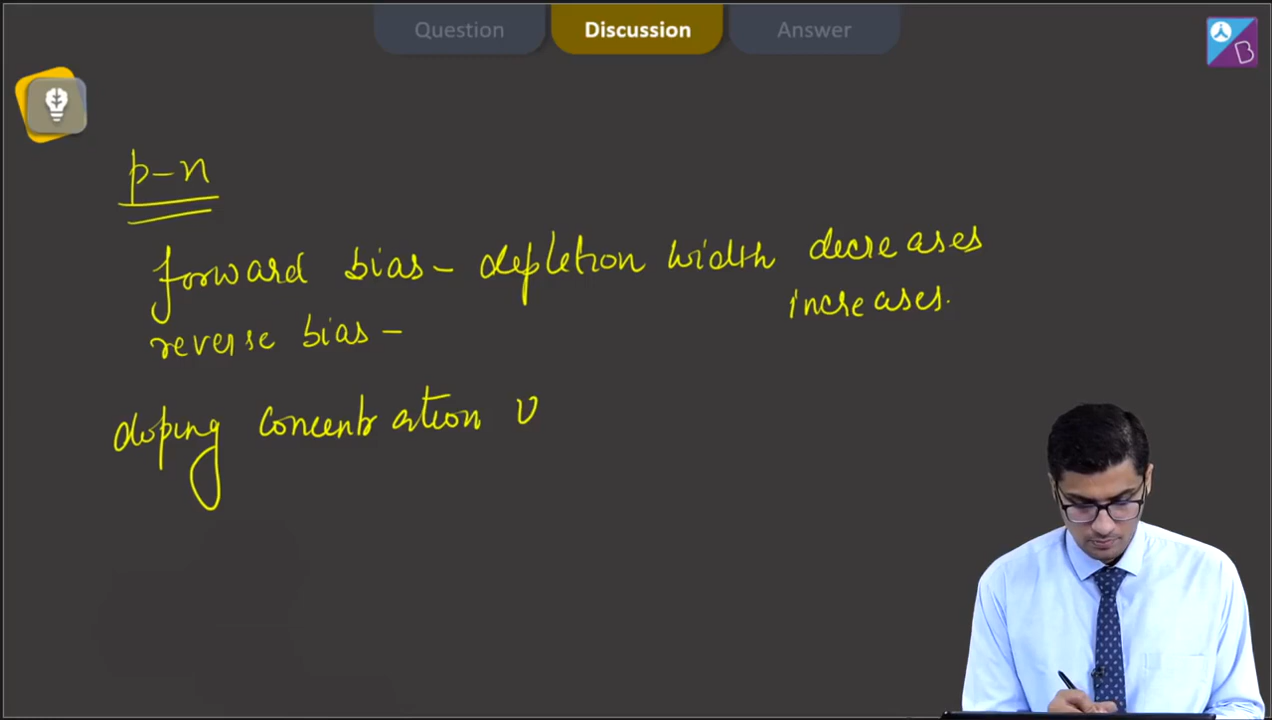 Question Discussion Answer
B
p-n
forward bias - depletion width decreases
reverse bias - increases.
doping concentration v